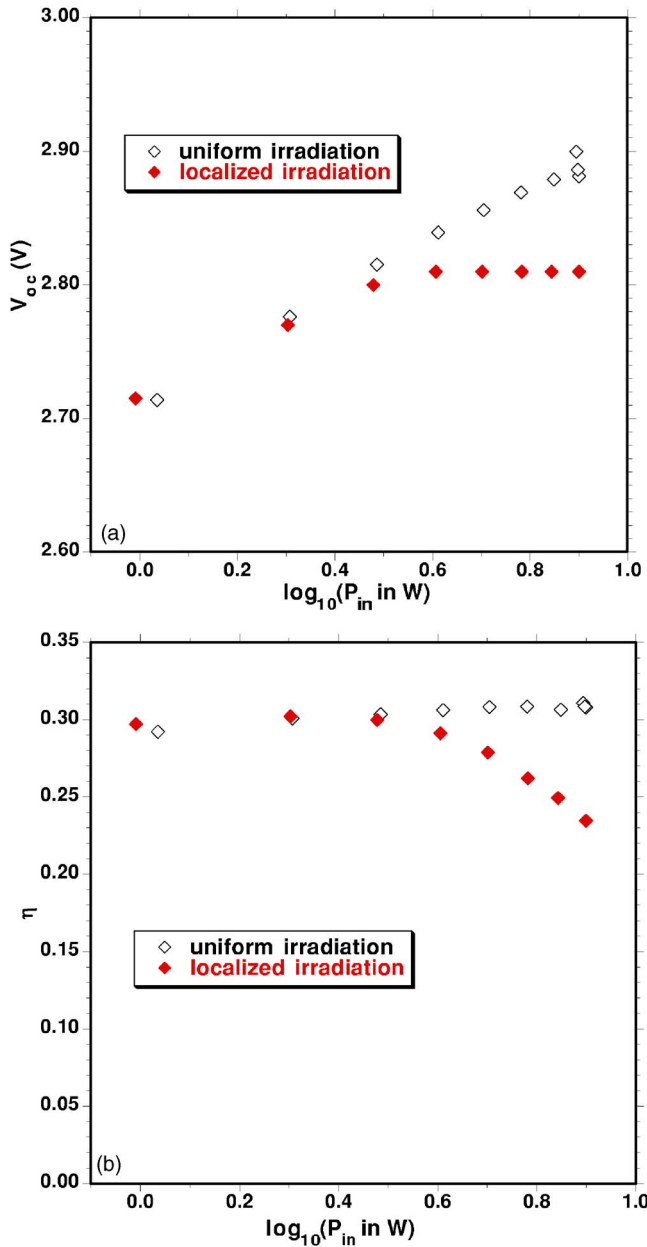 3.00
2.90
2.80
2.70
2.60
V_oc (V)
uniform irradiation
localized irradiation
(a)
0.0 0.2 0.4 0.6 0.8 1.0
log10(Pin in W)
0.35
0.30
0.25
0.20
0.15
0.10
0.05
0.00
η
uniform irradiation
localized irradiation
(b)
0.0 0.2 0.4 0.6 0.8 1.0
log10(Pin in W)